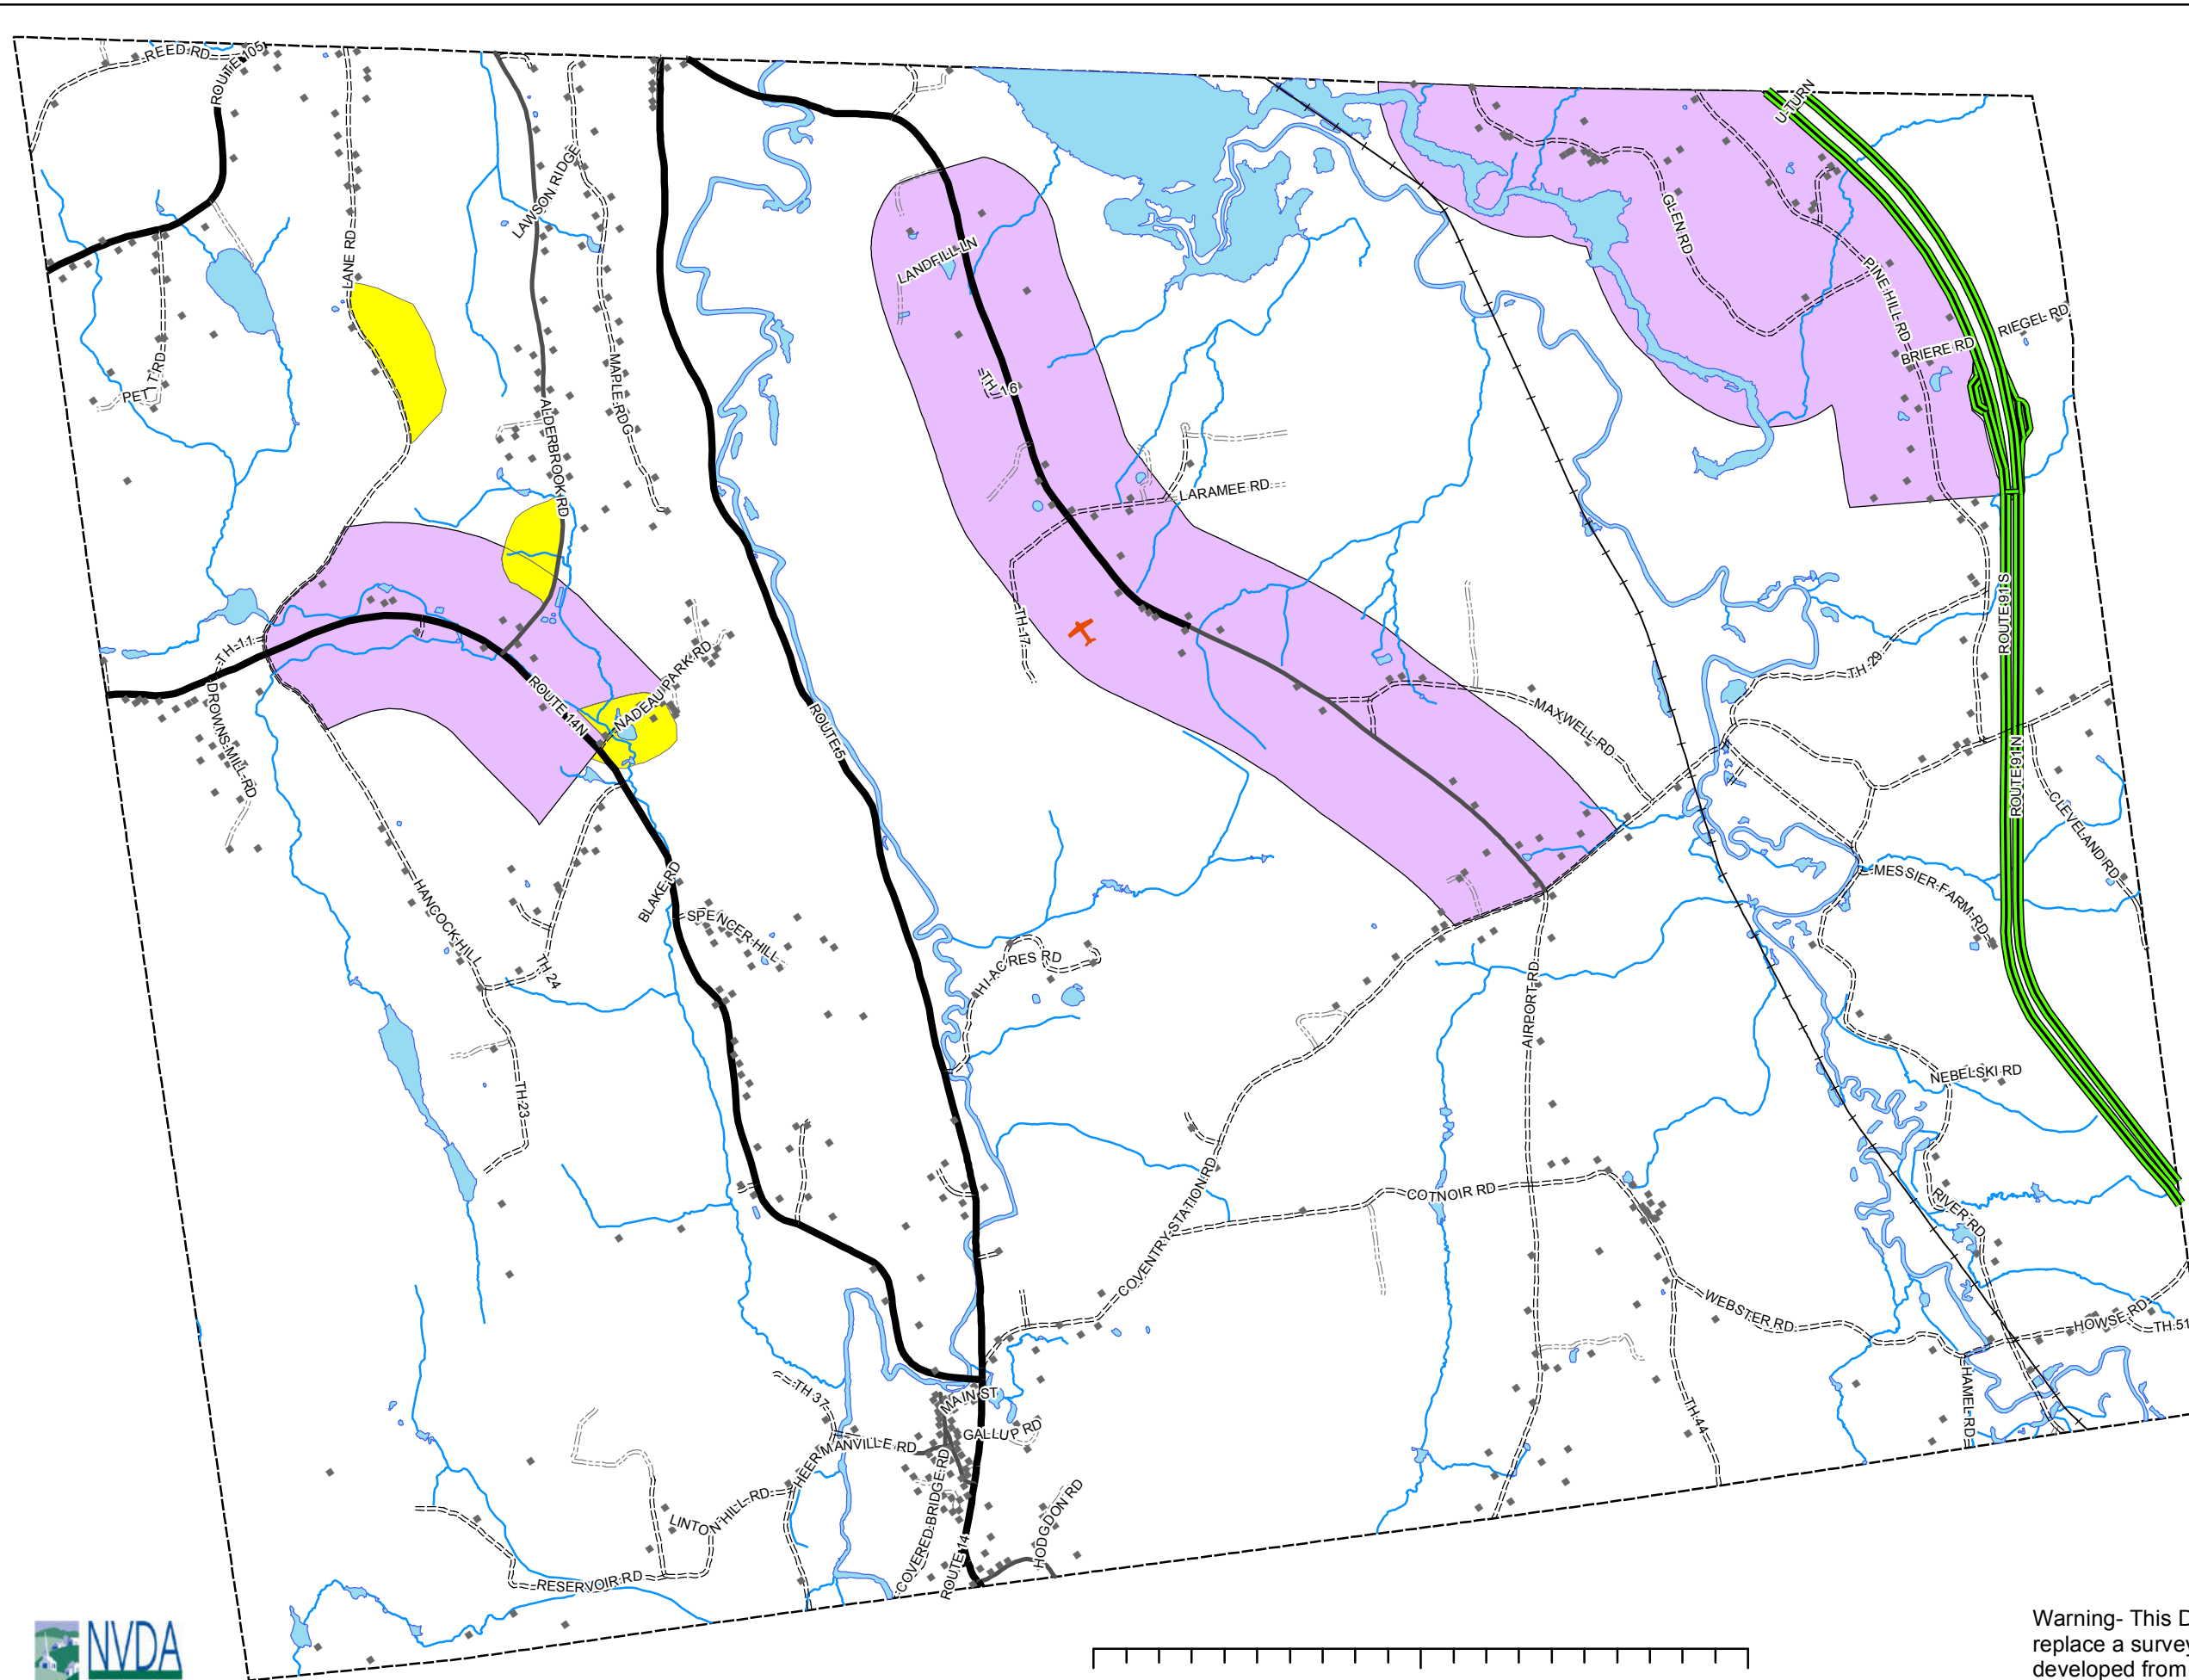 REED RD
ROUTE 105
U-TURN
LAWSON RIDGE
LANE RD
GLEN RD
LANDFILL LN
PINE HILL RD
RIEGEL RD
BRIERE RD
TH 16
MAPLE RDG
ALDERBROOK RD
LARAMEE RD
TH 11
TH 17
ROUTE 91 S
TH 29
NADEAU PARK RD
DROWNS MILL RD
ROUTE 14 N
ROUTE 5
MAXWELL RD
ROUTE 91 N
CLEVELAND RD
HANCOCK HILL
BLAKE RD
SPENCER HILL
MESSIER FARM RD
TH 24
HI-ACRES RD
AIRPORT RD
NEBELSKI RD
TH 23
COTNOIR RD
COVENTRY STATION RD
RIVER RD
WEBSTER RD
HOWSE RD
TH 51
TH 37
MAIN ST
HAMEL RD
GALLUP RD
MANVILLE RD
TH 44
HEER
LINTON HILL RD
COVERED BRIDGE RD
HODGDON RD
ROUTE 14
RESERVOIR RD
NVDA
Warning- This D
replace a survey
developed from